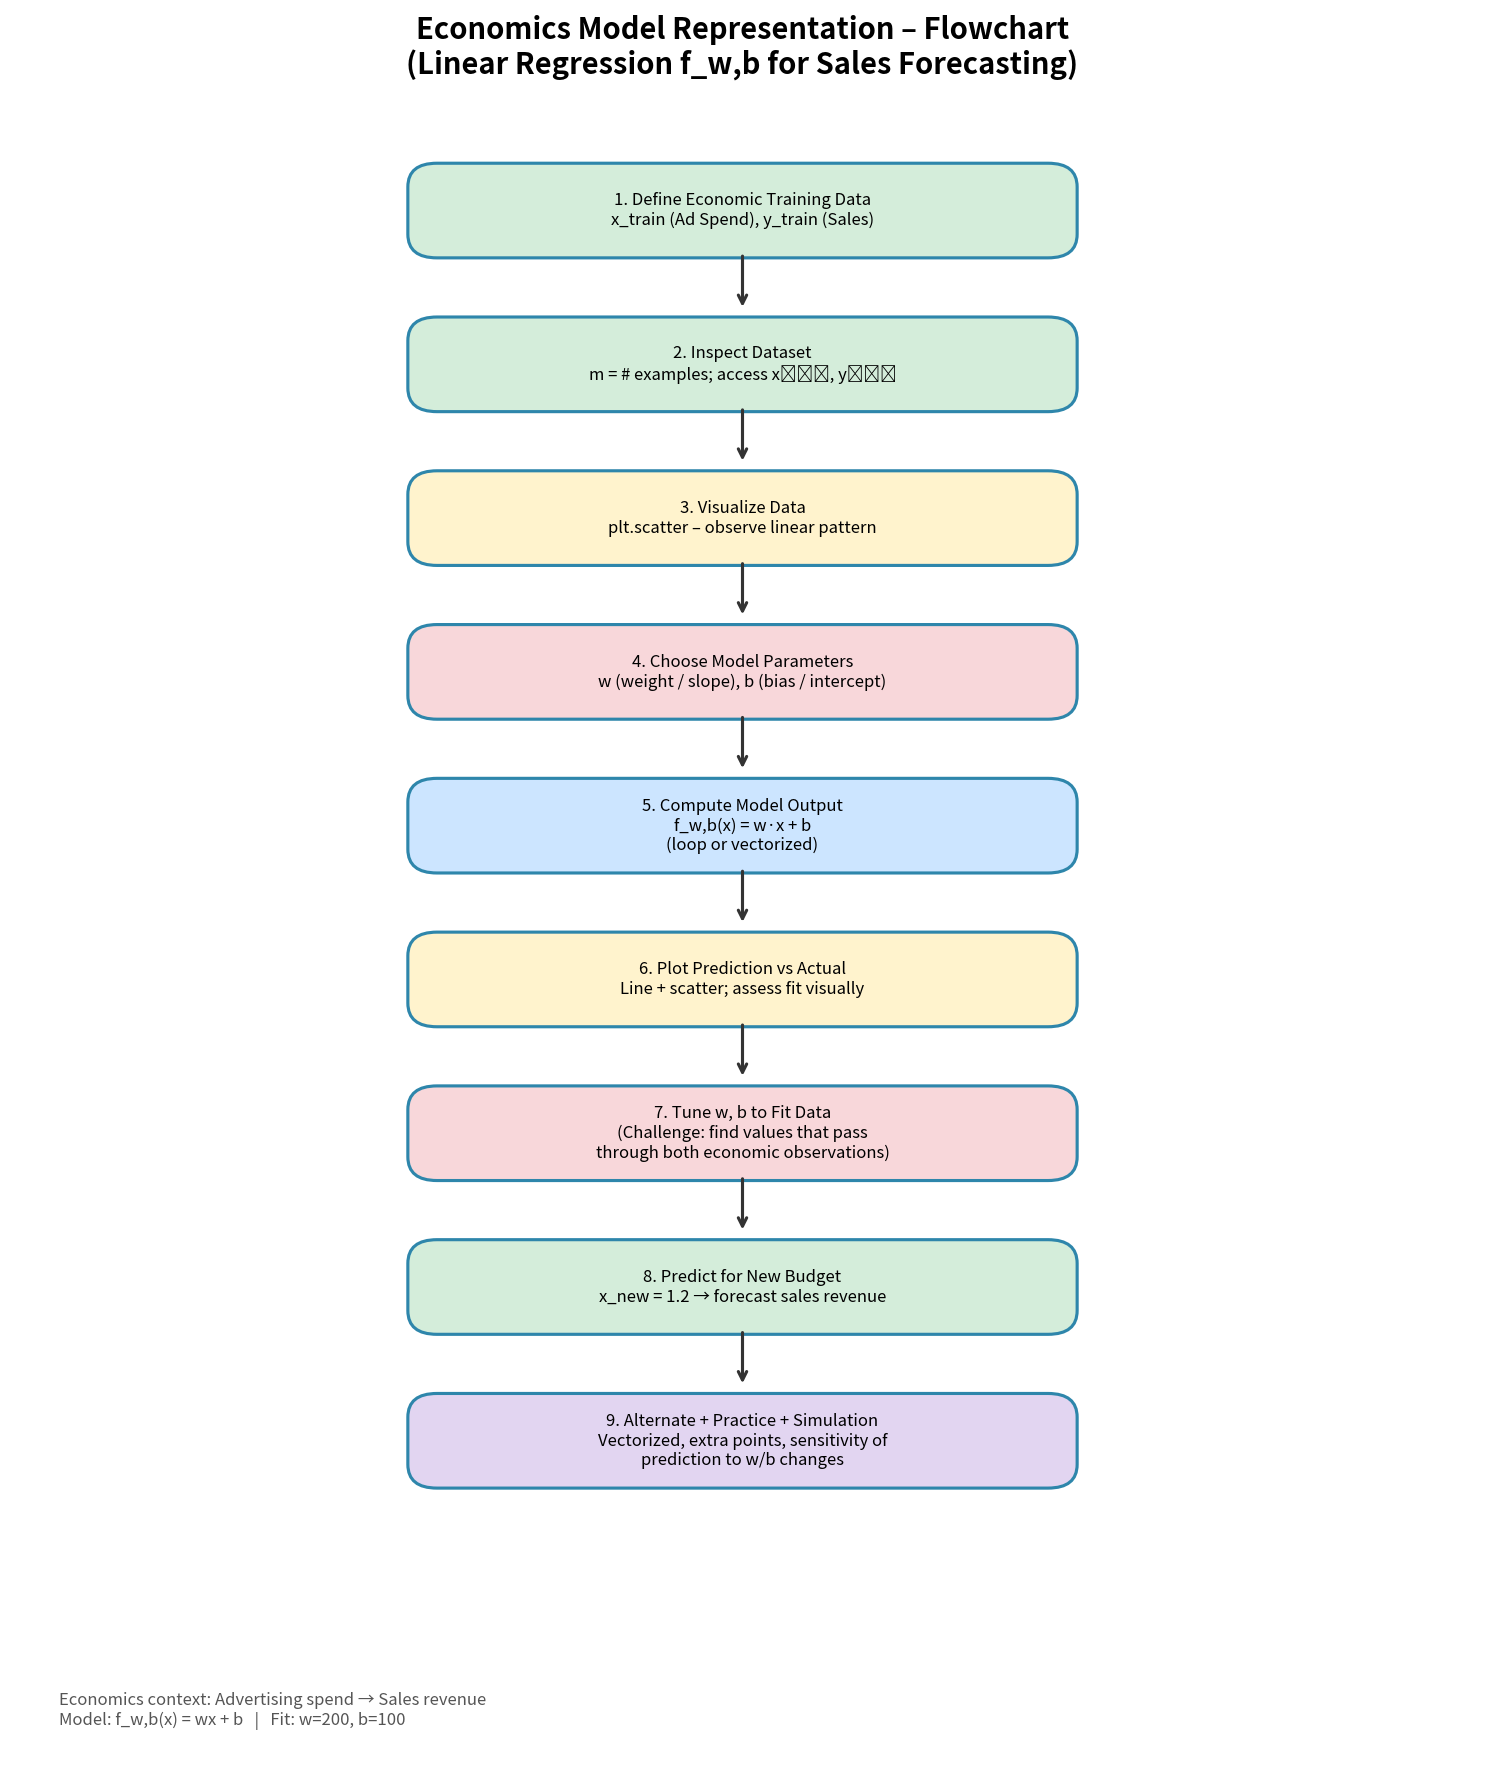 Economics Model Representation – Flowchart
(Linear Regression f_w,b for Sales Forecasting)
1. Define Economic Training Data
x_train (Ad Spend), y_train (Sales)
2. Inspect Dataset
m = # examples; access x, y
3. Visualize Data
plt.scatter – observe linear pattern
4. Choose Model Parameters
w (weight / slope), b (bias / intercept)
5. Compute Model Output
f_w,b(x) = w·x + b
(loop or vectorized)
6. Plot Prediction vs Actual
Line + scatter; assess fit visually
7. Tune w, b to Fit Data
(Challenge: find values that pass
through both economic observations)
8. Predict for New Budget
x_new = 1.2 → forecast sales revenue
9. Alternate + Practice + Simulation
Vectorized, extra points, sensitivity of
prediction to w/b changes
Economics context: Advertising spend → Sales revenue
Model: f_w,b(x) = wx + b | Fit: w=200, b=100